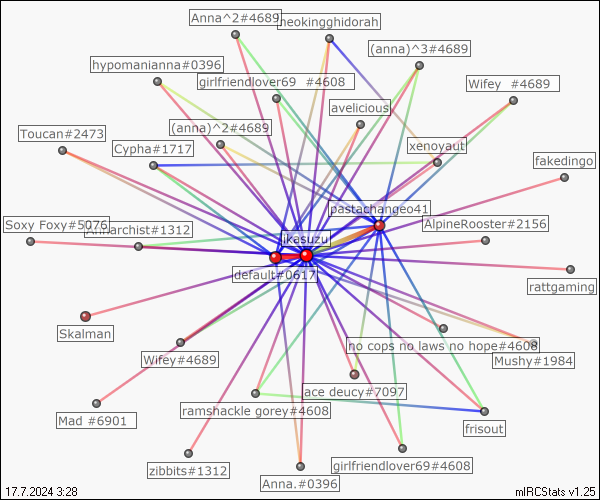 Anna^2#4689
neokingghidorah
(anna)^3#4689
hypomanianna#0396
girlfriendlover69 #4608
Wifey #4689
avelicious
Toucan#2473
(anna)^2#4689
Cypha#1712
xenoyaut
fakedingo
pastachangeo41
Soxy Foxy#5076
archist#1312
ikasuzu
AlpineRooster#2156
default#0617
rattgaming
Skalman
no cops no laws no hope#4608
Wifey#4689
Mushy#1984
ace deucy#7097
ramshackle gorey#4608
Mad #6901
frisout
zibbits#1312
Anna.#0396
girlfriendlover69#4608
17.7.2024 3:28
mIRCStats v1.25